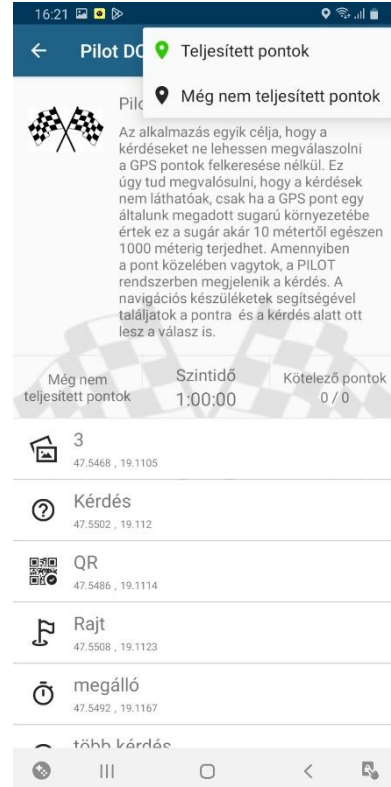 16:21
Pilot DO
Teljesített pontok
Még nem teljesített pontok
Az alkalmazás egyik célja, hogy a
kérdéseket ne lehessen megválaszolni
a GPS pontok felkeresése nélkül. Ez
úgy tud megvalósulni, hogy a kérdések
nem láthatóak, csak ha a GPS pont egy
általunk megadott sugarú környezetébe
értek ez a sugár akár 10 métertől egészen
1000 méterig terjedhet. Amennyiben
a pont közelében vagytok, a PILOT
rendszerben megjelenik a kérdés. A
navigációs készüléketek segítségével
találjatok a pontra és a kérdés alatt ott
lesz a válasz is.
Még nem
teljesített pontok
Szintidő
1:00:00
Kötelező pontok
0 / 0
3
47.5468 , 19.1105
Kérdés
47.5502 , 19.112
QR
47.5486 , 19.1114
Rajt
47.5508 , 19.1123
megálló
47.5492 , 19.1167
több kérdés